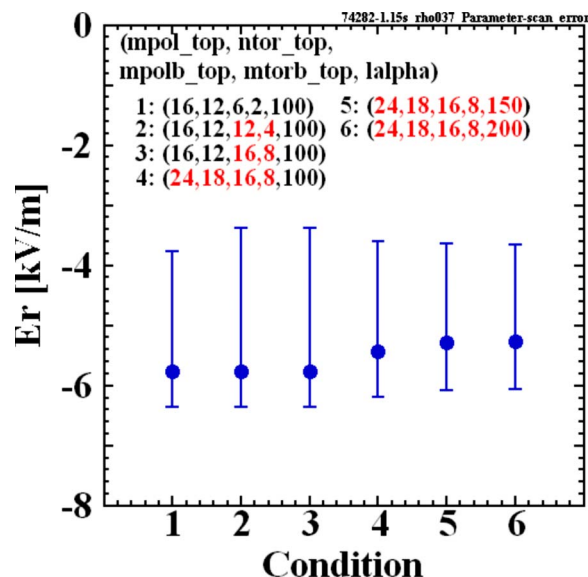 74282-1.15s rho037 Parameter-scan error
(mpol_top, ntor_top,
mpolb_top, mtorb_top, lalpha)
1: (16,12,6,2,100) 5: (24,18,16,8,150)
2: (16,12,12,4,100) 6: (24,18,16,8,200)
3: (16,12,16,8,100)
4: (24,18,16,8,100)
Er [kV/m]
0
-2
-4
-6
-8
1 2 3 4 5 6
Condition